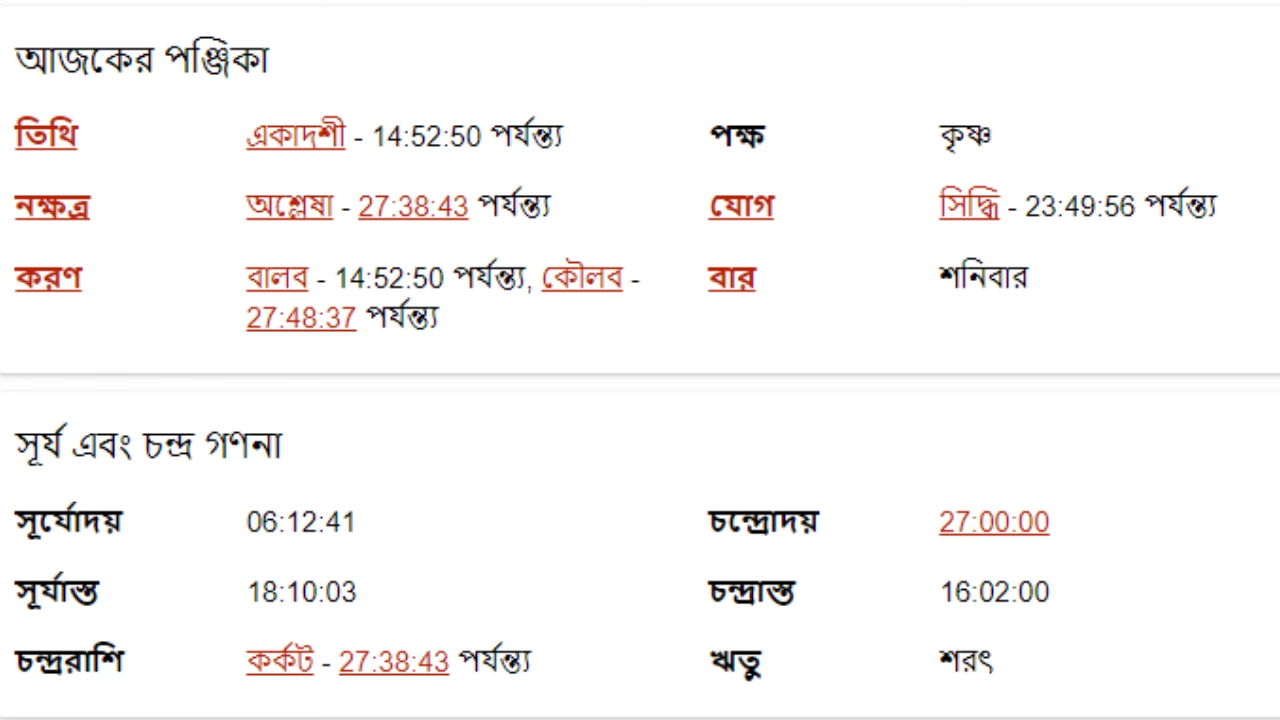 আজকের পঞ্জিকা
তিথি একাদশী - 14:52:50 পর্যন্ত্য পক্ষ কৃষ্ণ
নক্ষত্র অশ্লেষা - 27:38:43 পর্যন্ত্য যোগ সিদ্ধি - 23:49:56 পর্যন্ত্য
করণ বালব - 14:52:50 পর্যন্ত্য, কৌলব - বার শনিবার
27:48:37 পর্যন্ত্য
সূর্য এবং চন্দ্র গণনা
সূর্যোদয় 06:12:41 চন্দ্রোদয় 27:00:00
সূর্যাস্ত 18:10:03 চন্দ্রাস্ত 16:02:00
চন্দ্ররাশি কর্কট - 27:38:43 পর্যন্ত্য ঋতু শরৎ